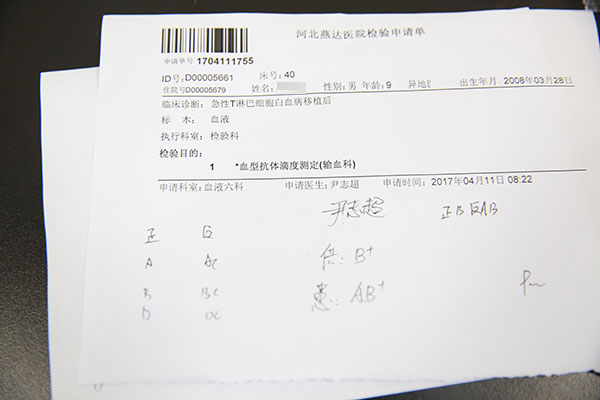 河北燕达医院检验申请单
申请单号 1704111755
ID号: D00005661 床号: 40
住院号D00005679 姓名: 性别: 男 年龄: 9 异地P 出生年月 2008年03月28日
临床诊断: 急性T淋巴细胞白血病移植后
标 本: 血液
执行科室: 检验科
检验目的:
1 *血型抗体滴度测定(输血科)
申请科室: 血液六科 申请医生: 尹志超 申请时间: 2017年04月11日 08:22
尹志超 正B 反AB
正 反
A Ac 供: B+
B Bc 患: AB+
D Oc